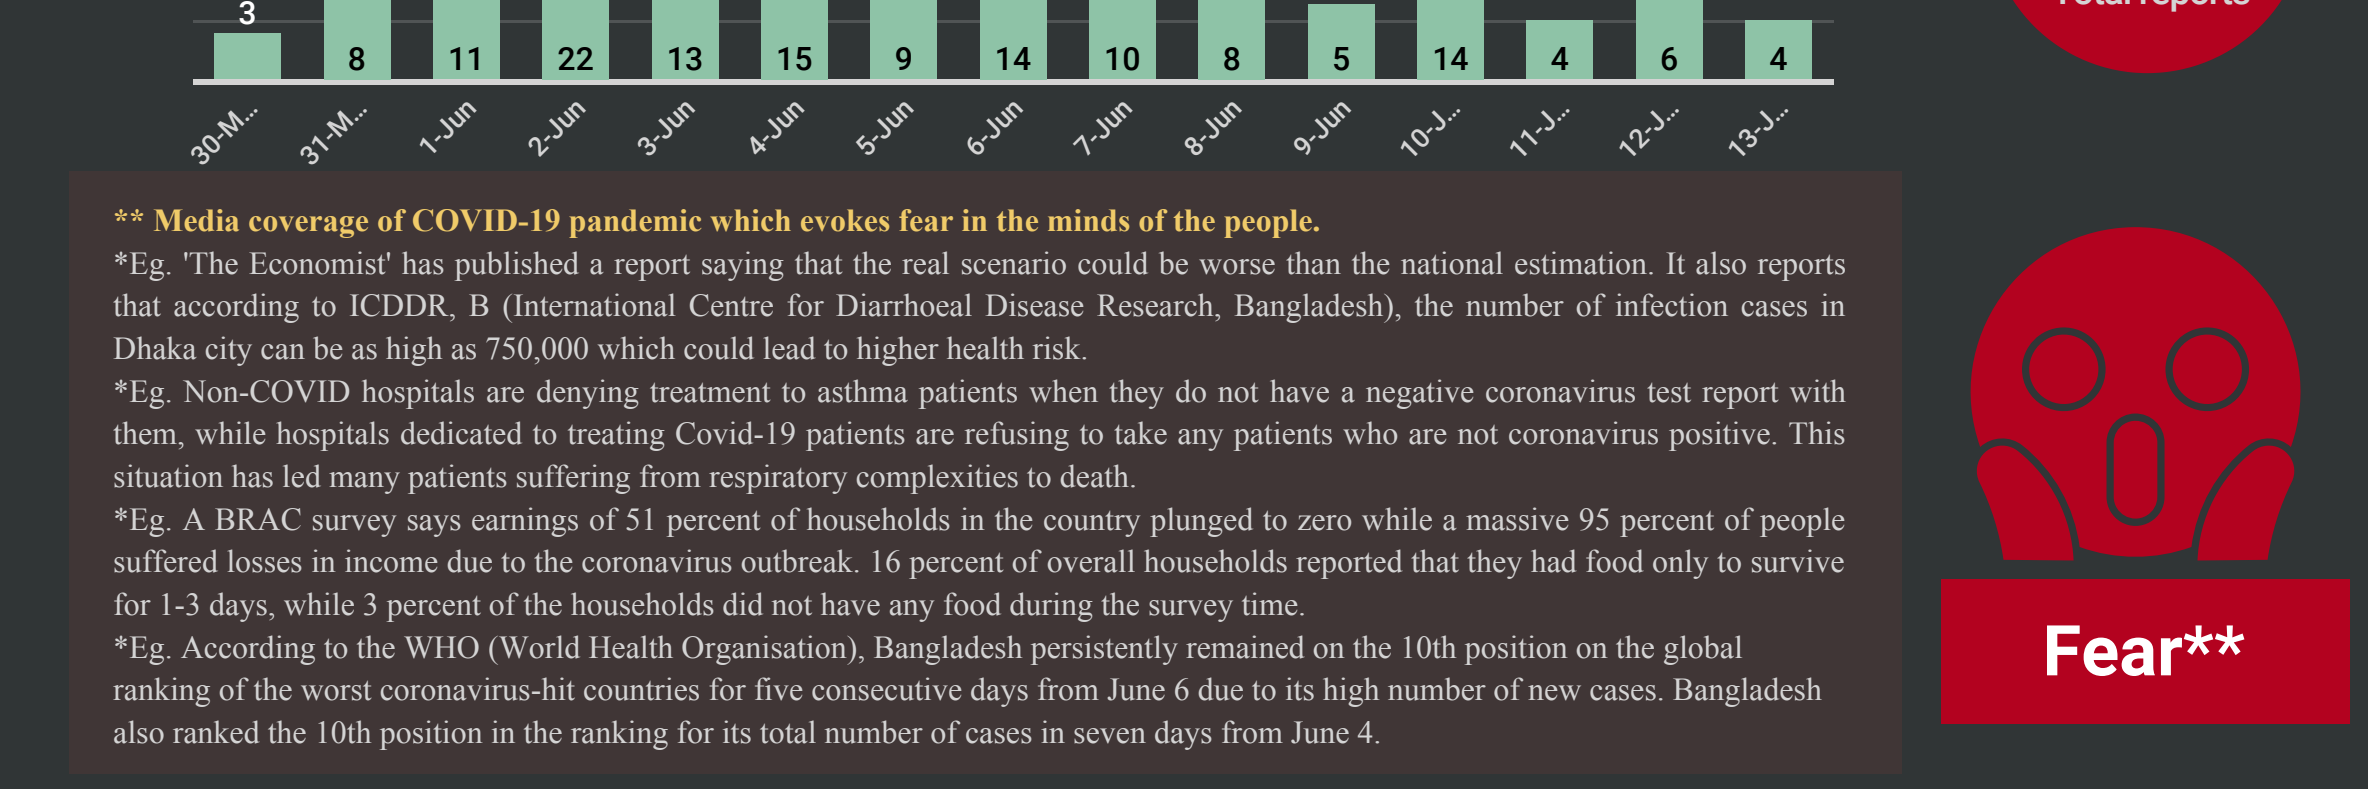 Total reports
3
8 11 22 13 15 9 14 10 8 5 14 4 6 4
30-M... 31-M... 1-Jun 2-Jun 3-Jun 4-Jun 5-Jun 6-Jun 7-Jun 8-Jun 9-Jun 10-J... 11-J... 12-J... 13-J...
** Media coverage of COVID-19 pandemic which evokes fear in the minds of the people.
*Eg. 'The Economist' has published a report saying that the real scenario could be worse than the national estimation. It also reports
that according to ICDDR, B (International Centre for Diarrhoeal Disease Research, Bangladesh), the number of infection cases in
Dhaka city can be as high as 750,000 which could lead to higher health risk.
*Eg. Non-COVID hospitals are denying treatment to asthma patients when they do not have a negative coronavirus test report with
them, while hospitals dedicated to treating Covid-19 patients are refusing to take any patients who are not coronavirus positive. This
situation has led many patients suffering from respiratory complexities to death.
*Eg. A BRAC survey says earnings of 51 percent of households in the country plunged to zero while a massive 95 percent of people
suffered losses in income due to the coronavirus outbreak. 16 percent of overall households reported that they had food only to survive
for 1-3 days, while 3 percent of the households did not have any food during the survey time.
*Eg. According to the WHO (World Health Organisation), Bangladesh persistently remained on the 10th position on the global
ranking of the worst coronavirus-hit countries for five consecutive days from June 6 due to its high number of new cases. Bangladesh
also ranked the 10th position in the ranking for its total number of cases in seven days from June 4.
Fear**